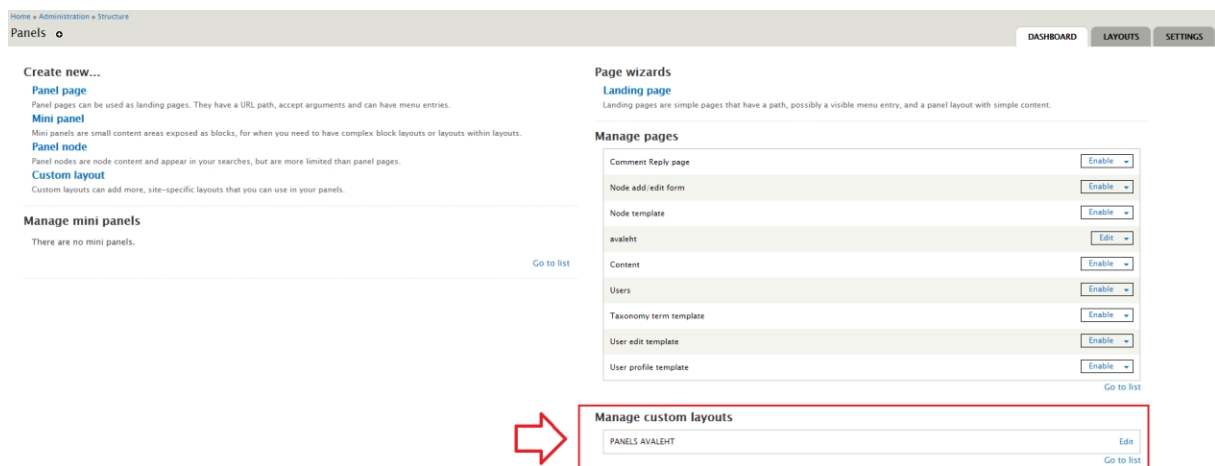 Home » Administration » Structure
Panels
DASHBOARD
LAYOUTS
SETTINGS
Create new...
Panel page
Panel pages can be used as landing pages. They have a URL path, accept arguments and can have menu entries.
Mini panel
Mini panels are small content areas exposed as blocks, for when you need to have complex block layouts or layouts within layouts.
Panel node
Panel nodes are node content and appear in your searches, but are more limited than panel pages.
Custom layout
Custom layouts can add more, site-specific layouts that you can use in your panels.
Manage mini panels
There are no mini panels.
Go to list
Page wizards
Landing page
Landing pages are simple pages that have a path, possibly a visible menu entry, and a panel layout with simple content.
Manage pages
Comment Reply page Enable
Node add/edit form Enable
Node template Enable
avaleht Edit
Content Enable
Users Enable
Taxonomy term template Enable
User edit template Enable
User profile template Enable
Go to list
Manage custom layouts
PANELS AVALEHT Edit
Go to list